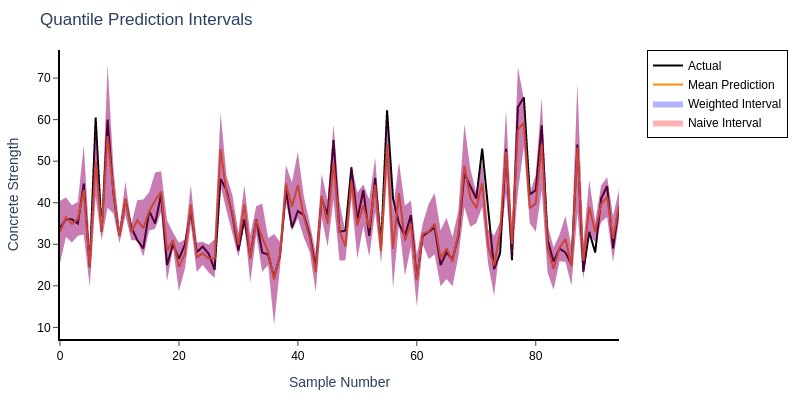 Quantile Prediction Intervals
Concrete Strength
70
60
50
40
30
20
10
0
20
40
60
80
Sample Number
Actual
Mean Prediction
Weighted Interval
Naive Interval